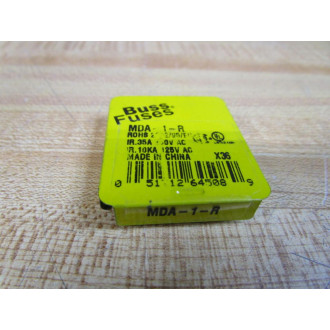 Buss
Fuses
MDA-1-R
ROHS
IR.35A V AC
IR.10KA 125V AC
MADE IN CHINA X36
0 51712 64508 9
MDA-1-R